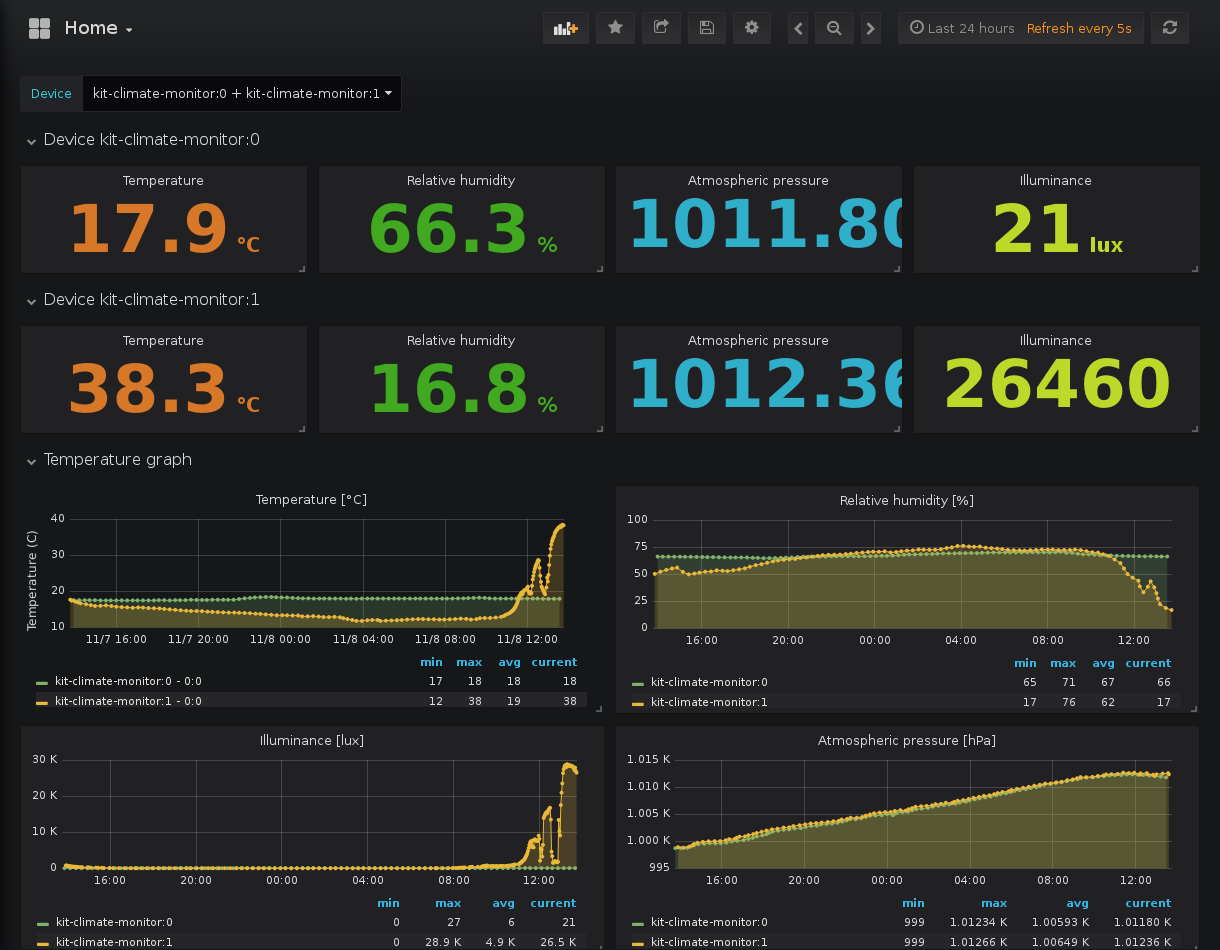 Home
Last 24 hours Refresh every 5s
Device kit-climate-monitor:0 + kit-climate-monitor:1
Device kit-climate-monitor:0
Temperature
17.9 °C
Relative humidity
66.3 %
Atmospheric pressure
1011.80
Illuminance
21 lux
Device kit-climate-monitor:1
Temperature
38.3 °C
Relative humidity
16.8 %
Atmospheric pressure
1012.36
Illuminance
26460
Temperature graph
Temperature [°C]
Temperature (C)
40
30
20
10
11/7 16:00 11/7 20:00 11/8 00:00 11/8 04:00 11/8 08:00 11/8 12:00
min max avg current
kit-climate-monitor:0 - 0:0 17 18 18 18
kit-climate-monitor:1 - 0:0 12 38 19 38
Relative humidity [%]
100
75
50
25
0
16:00 20:00 00:00 04:00 08:00 12:00
min max avg current
kit-climate-monitor:0 65 71 67 66
kit-climate-monitor:1 17 76 62 17
Illuminance [lux]
30 K
20 K
10 K
0
16:00 20:00 00:00 04:00 08:00 12:00
min max avg current
kit-climate-monitor:0 0 27 6 21
kit-climate-monitor:1 0 28.9 K 4.9 K 26.5 K
Atmospheric pressure [hPa]
1.015 K
1.010 K
1.005 K
1.000 K
995
16:00 20:00 00:00 04:00 08:00 12:00
min max avg current
kit-climate-monitor:0 999 1.01234 K 1.00593 K 1.01180 K
kit-climate-monitor:1 999 1.01266 K 1.00649 K 1.01236 K